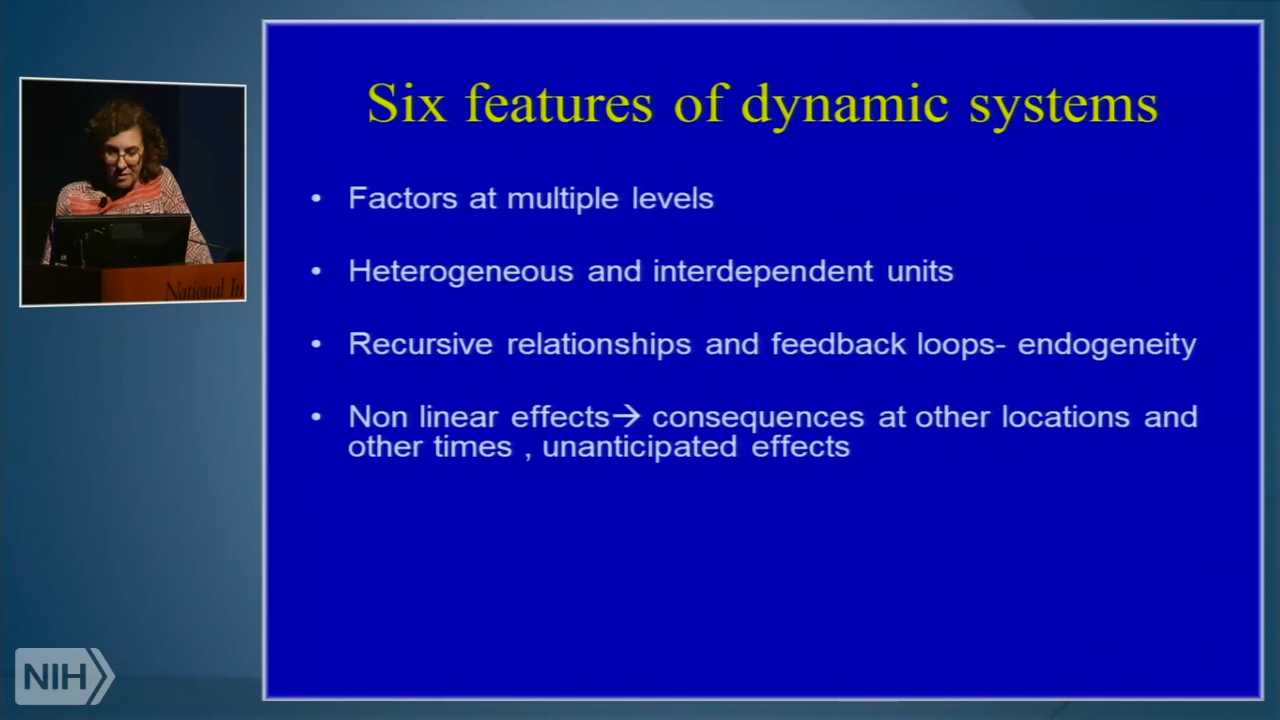 Six features of dynamic systems
• Factors at multiple levels
• Heterogeneous and interdependent units
• Recursive relationships and feedback loops- endogeneity
• Non linear effects→ consequences at other locations and
other times , unanticipated effects
National In
NIH